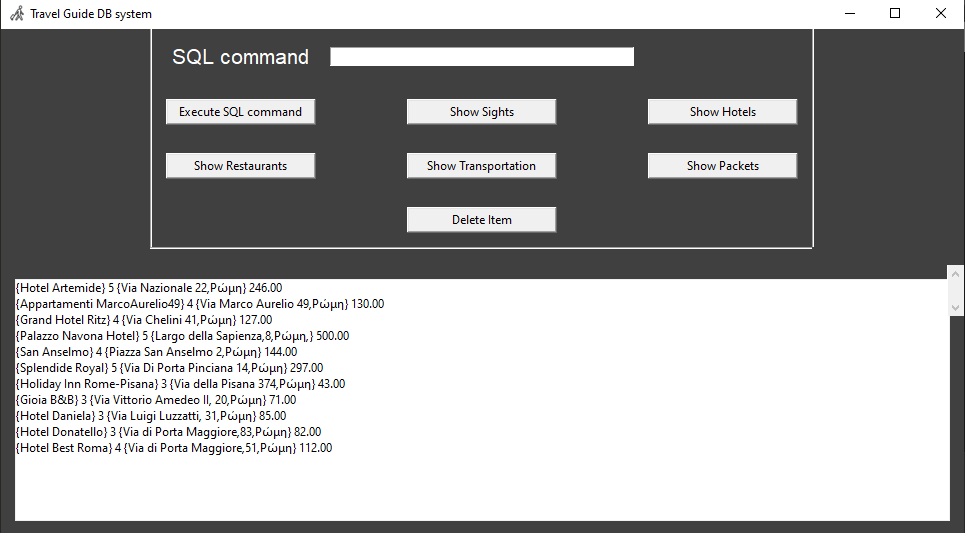 Travel Guide DB system
SQL command
Execute SQL command
Show Sights
Show Hotels
Show Restaurants
Show Transportation
Show Packets
Delete Item
{Hotel Artemide} 5 {Via Nazionale 22,Ρώμη} 246.00
{Appartamenti MarcoAurelio49} 4 {Via Marco Aurelio 49,Ρώμη} 130.00
{Grand Hotel Ritz} 4 {Via Chelini 41,Ρώμη} 127.00
{Palazzo Navona Hotel} 5 {Largo della Sapienza,8,Ρώμη,} 500.00
{San Anselmo} 4 {Piazza San Anselmo 2,Ρώμη} 144.00
{Splendide Royal} 5 {Via Di Porta Pinciana 14,Ρώμη} 297.00
{Holiday Inn Rome-Pisana} 3 {Via della Pisana 374,Ρώμη} 43.00
{Gioia B&B} 3 {Via Vittorio Amedeo II, 20,Ρώμη} 71.00
{Hotel Daniela} 3 {Via Luigi Luzzatti, 31,Ρώμη} 85.00
{Hotel Donatello} 3 {Via di Porta Maggiore,83,Ρώμη} 82.00
{Hotel Best Roma} 4 {Via di Porta Maggiore,51,Ρώμη} 112.00